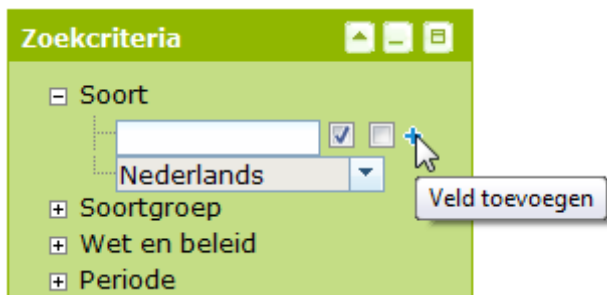 Zoekcriteria
Soort
Nederlands
Veld toevoegen
Soortgroep
Wet en beleid
Periode